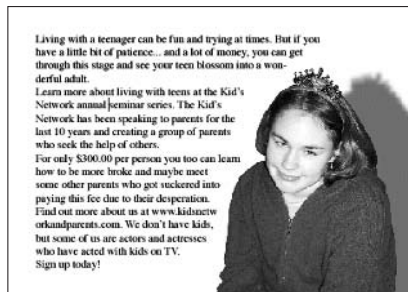 Living with a teenager can be fun and trying at times. But if you
have a little bit of patience... and a lot of money, you can get
through this stage and see your teen blossom into a won-
derful adult.
Learn more about living with teens at the Kid's
Network annual seminar series. The Kid's
Network has been speaking to parents for the
last 10 years and creating a group of parents
who seek the help of others.
For only $300.00 per person you too can learn
how to be more broke and maybe meet
some other parents who got suckered into
paying this fee due to their desperation.
Find out more about us at www.kidsnetw
orkandparents.com. We don't have kids,
but some of us are actors and actresses
who have acted with kids on TV.
Sign up today!